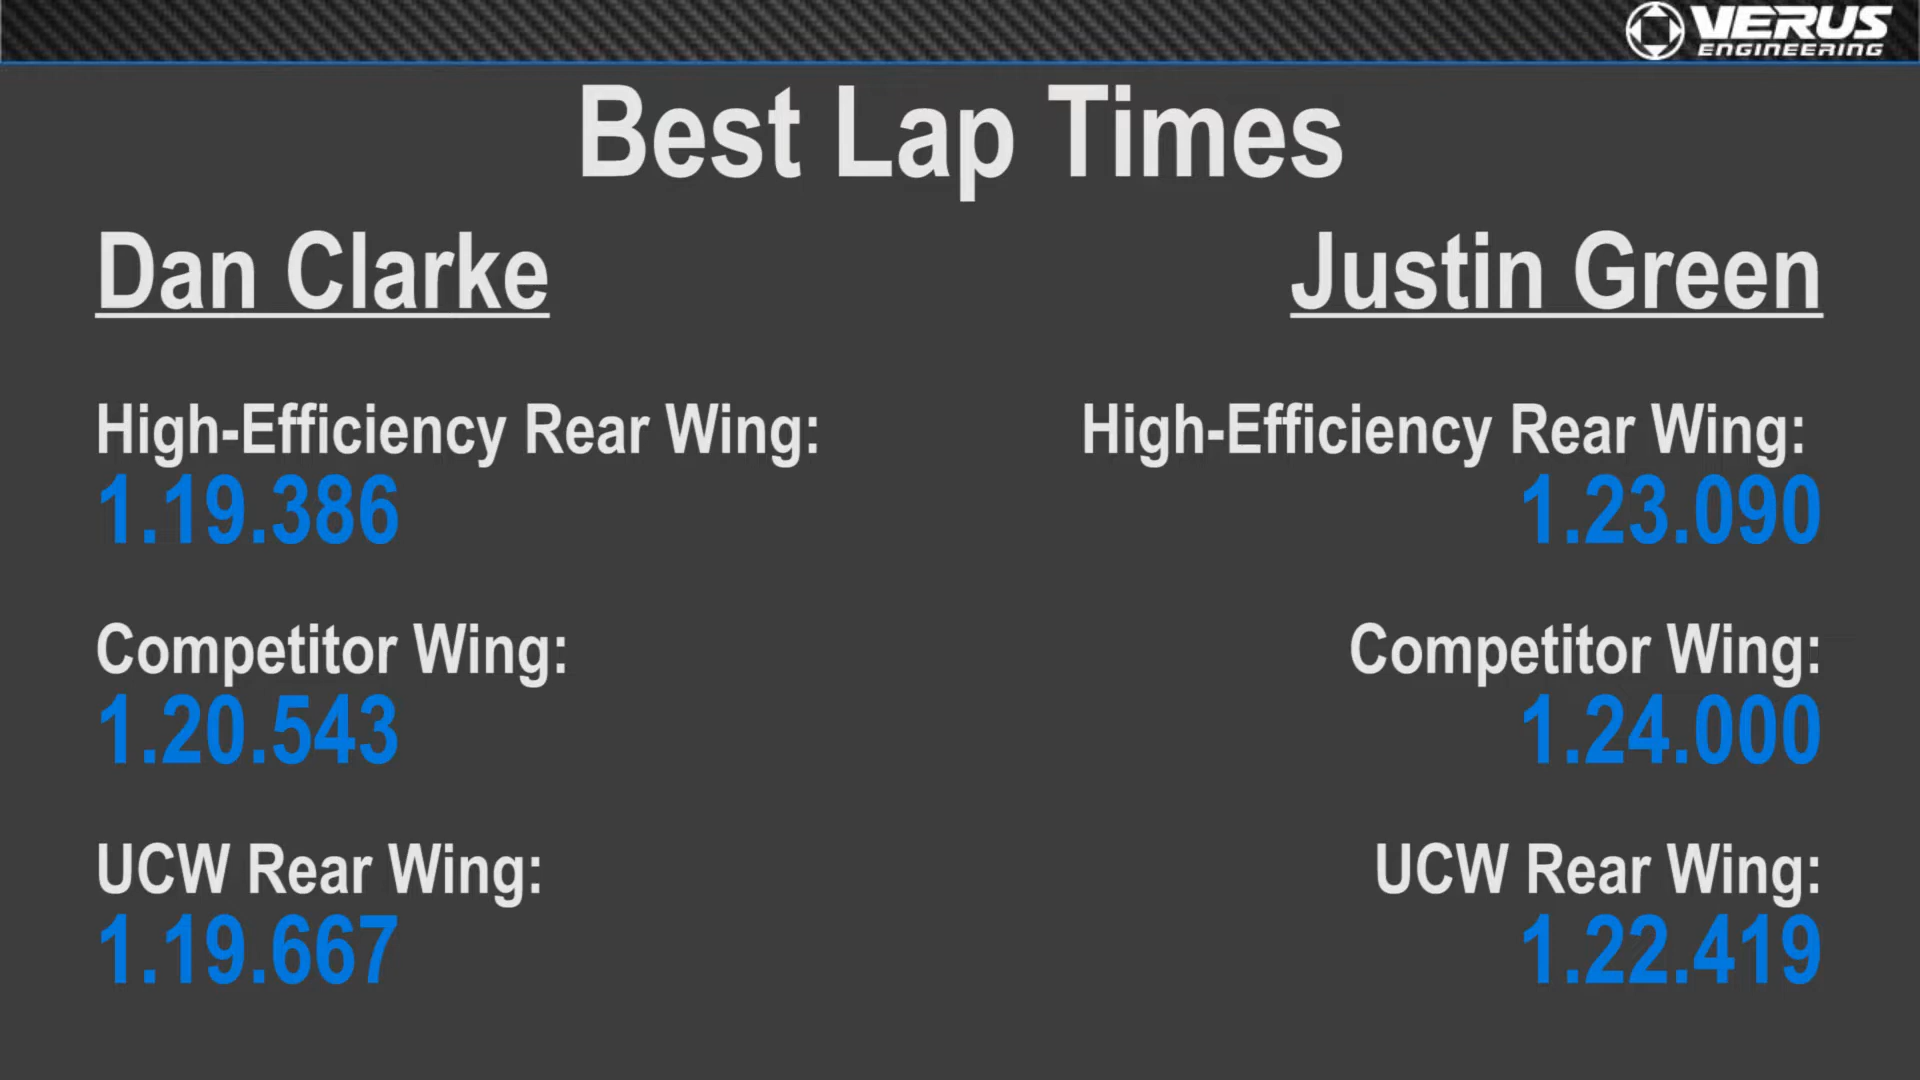 VERUS
ENGINEERING
Best Lap Times
Dan Clarke
High-Efficiency Rear Wing:
1.19.386
Competitor Wing:
1.20.543
UCW Rear Wing:
1.19.667
Justin Green
High-Efficiency Rear Wing:
1.23.090
Competitor Wing:
1.24.000
UCW Rear Wing:
1.22.419